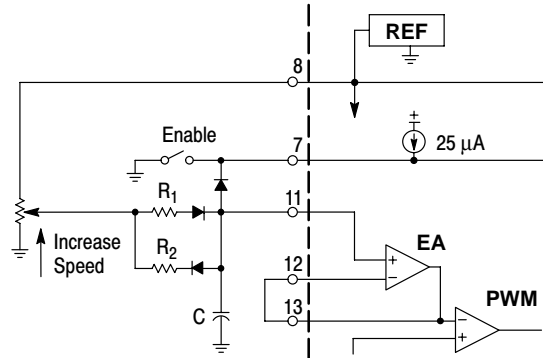 REF
8
Enable
7
25 µA
R1
11
Increase
Speed
R2
EA
12
13
PWM
C
+
−
−
+
+